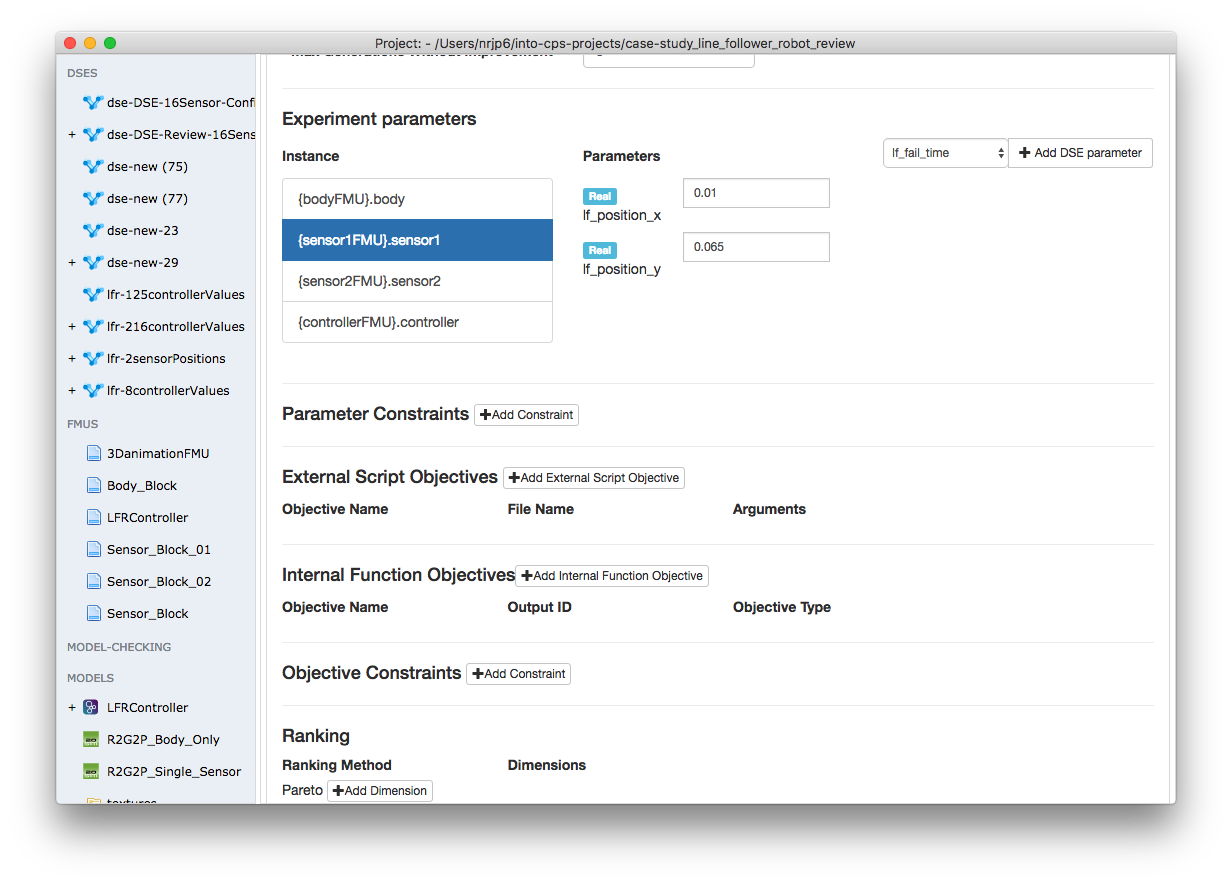 Project: - /Users/nrjp6/into-cps-projects/case-study_line_follower_robot_review
DSES
dse-DSE-16Sensor-Confi
+ dse-DSE-Review-16Sens
dse-new (75)
dse-new (77)
dse-new-23
+ dse-new-29
lfr-125controllerValues
+ lfr-216controllerValues
+ lfr-2sensorPositions
+ lfr-8controllerValues
FMUS
3DanimationFMU
Body_Block
LFRController
Sensor_Block_01
Sensor_Block_02
Sensor_Block
MODEL-CHECKING
MODELS
+ LFRController
R2G2P_Body_Only
R2G2P_Single_Sensor
textures
Max Generations Without Improvement
Experiment parameters
Instance
Parameters
lf_fail_time
Add DSE parameter
{bodyFMU}.body
{sensor1FMU}.sensor1
{sensor2FMU}.sensor2
{controllerFMU}.controller
Real
lf_position_x
0.01
Real
lf_position_y
0.065
Parameter Constraints +Add Constraint
External Script Objectives +Add External Script Objective
Objective Name File Name Arguments
Internal Function Objectives +Add Internal Function Objective
Objective Name Output ID Objective Type
Objective Constraints +Add Constraint
Ranking
Ranking Method Dimensions
Pareto +Add Dimension